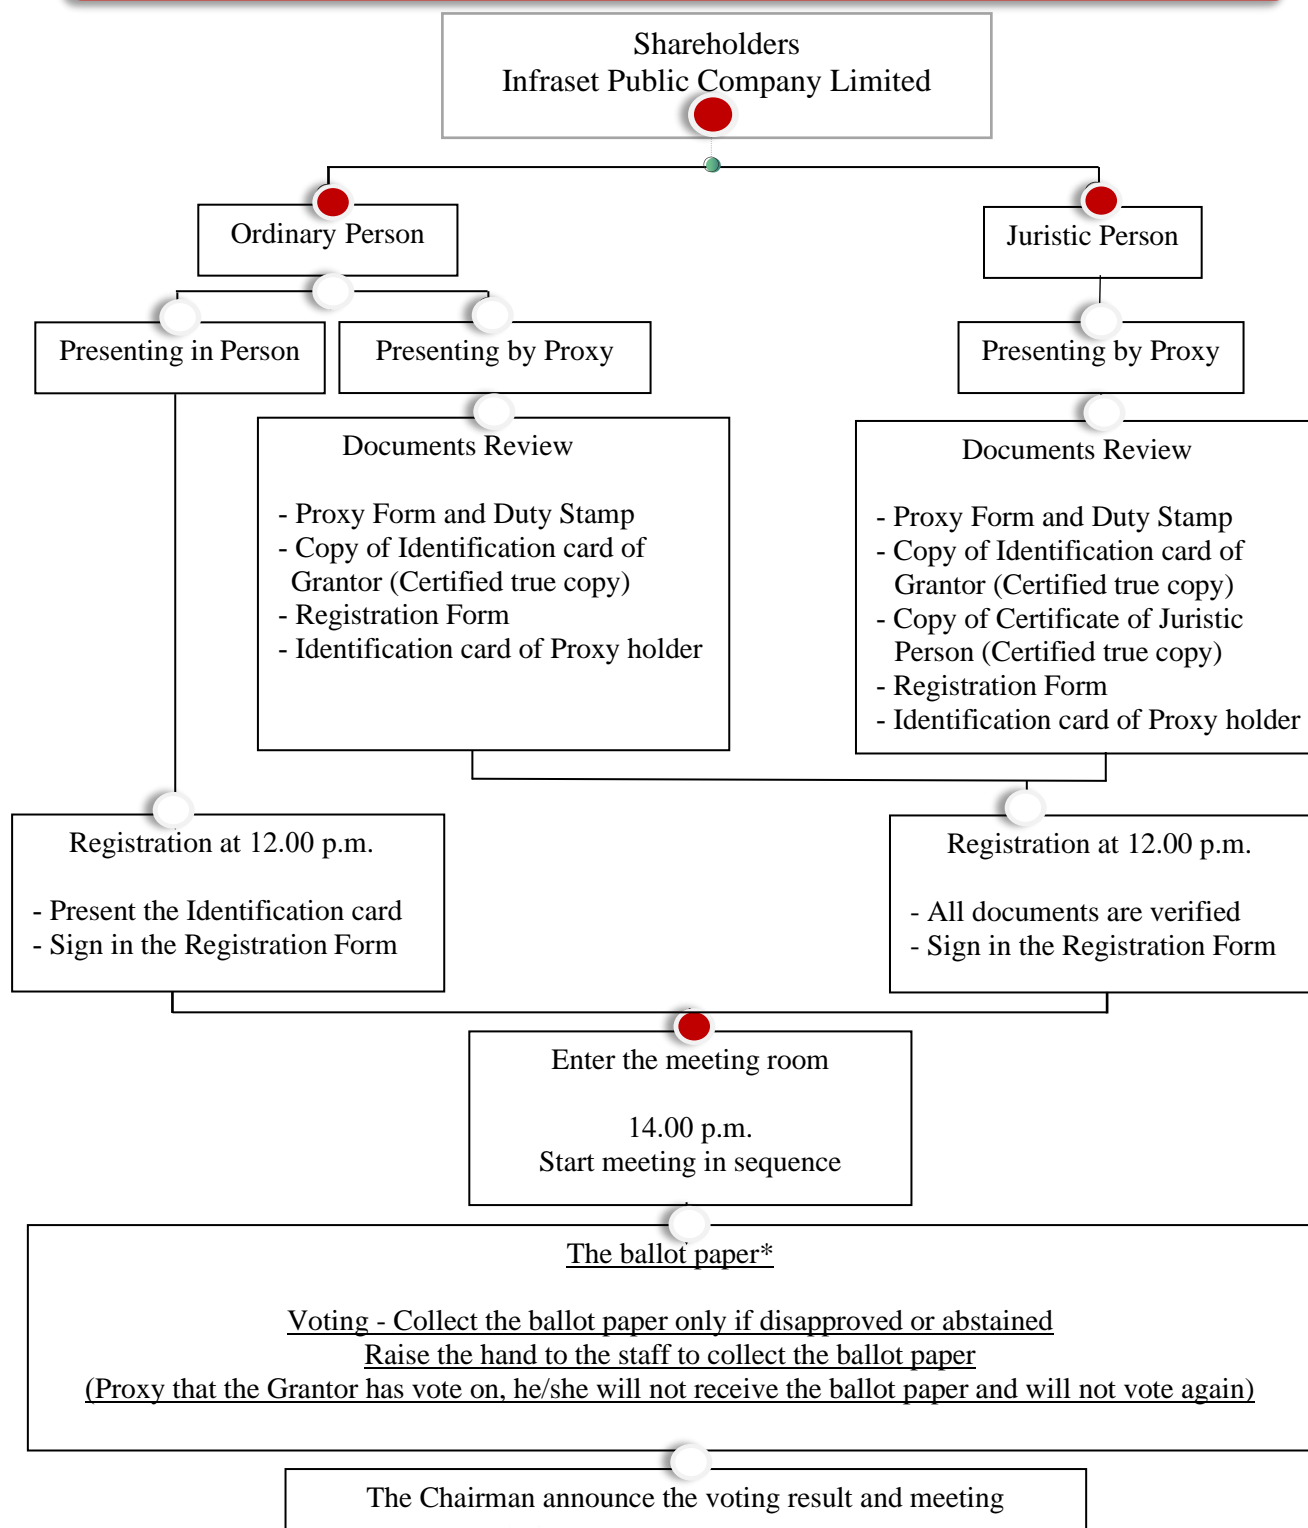 Shareholders
Infraset Public Company Limited
Ordinary Person
Juristic Person
Presenting in Person
Presenting by Proxy
Presenting by Proxy
Documents Review
- Proxy Form and Duty Stamp
- Copy of Identification card of
Grantor (Certified true copy)
- Registration Form
- Identification card of Proxy holder
Documents Review
- Proxy Form and Duty Stamp
- Copy of Identification card of
Grantor (Certified true copy)
- Copy of Certificate of Juristic
Person (Certified true copy)
- Registration Form
- Identification card of Proxy holder
Registration at 12.00 p.m.
- Present the Identification card
- Sign in the Registration Form
Registration at 12.00 p.m.
- All documents are verified
- Sign in the Registration Form
Enter the meeting room
14.00 p.m.
Start meeting in sequence
The ballot paper*
Voting - Collect the ballot paper only if disapproved or abstained
Raise the hand to the staff to collect the ballot paper
(Proxy that the Grantor has vote on, he/she will not receive the ballot paper and will not vote again)
The Chairman announce the voting result and meeting